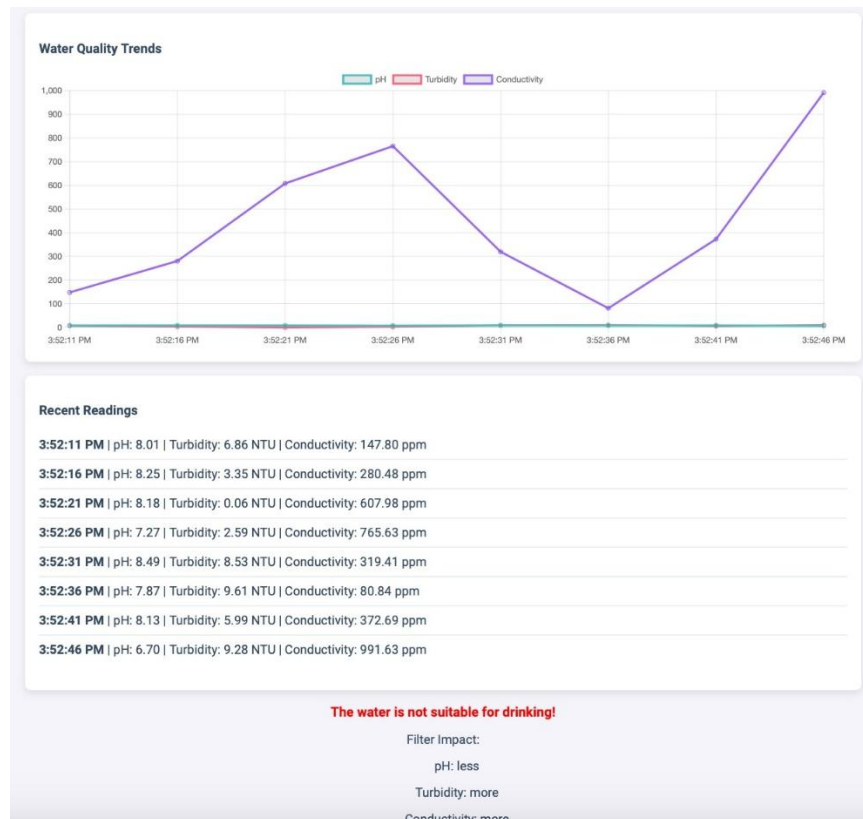 Water Quality Trends
pH Turbidity Conductivity
1,000
900
800
700
600
500
400
300
200
100
0
3:52:11 PM 3:52:16 PM 3:52:21 PM 3:52:26 PM 3:52:31 PM 3:52:36 PM 3:52:41 PM 3:52:46 PM
Recent Readings
3:52:11 PM | pH: 8.01 | Turbidity: 6.86 NTU | Conductivity: 147.80 ppm
3:52:16 PM | pH: 8.25 | Turbidity: 3.35 NTU | Conductivity: 280.48 ppm
3:52:21 PM | pH: 8.18 | Turbidity: 0.06 NTU | Conductivity: 607.98 ppm
3:52:26 PM | pH: 7.27 | Turbidity: 2.59 NTU | Conductivity: 765.63 ppm
3:52:31 PM | pH: 8.49 | Turbidity: 8.53 NTU | Conductivity: 319.41 ppm
3:52:36 PM | pH: 7.87 | Turbidity: 9.61 NTU | Conductivity: 80.84 ppm
3:52:41 PM | pH: 8.13 | Turbidity: 5.99 NTU | Conductivity: 372.69 ppm
3:52:46 PM | pH: 6.70 | Turbidity: 9.28 NTU | Conductivity: 991.63 ppm
The water is not suitable for drinking!
Filter Impact:
pH: less
Turbidity: more
Conductivity: more